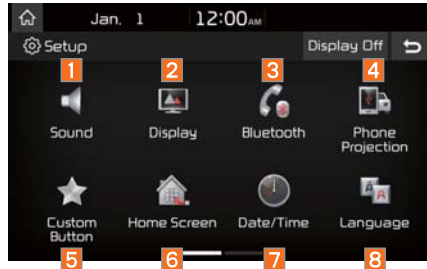 Jan. 1 12:00AM
Setup Display Off
1 2 3 4
Sound Display Bluetooth Phone Projection
Custom Button Home Screen Date/Time Language
5 6 7 8